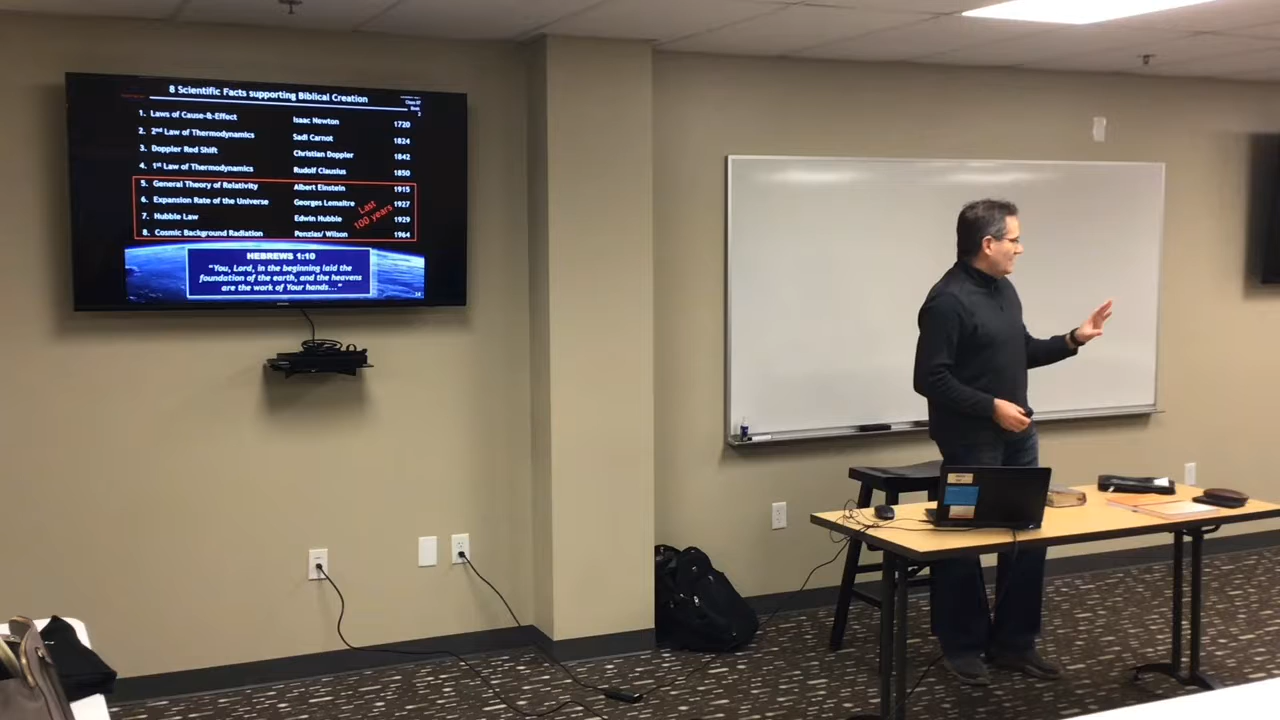 8 Scientific Facts supporting Biblical Creation
1. Laws of Cause-&-Effect Isaac Newton 1720
2. 2nd Law of Thermodynamics Sadi Carnot 1824
3. Doppler Red Shift Christian Doppler 1842
4. 1st Law of Thermodynamics Rudolf Clausius 1850
5. General Theory of Relativity Albert Einstein 1915
6. Expansion Rate of the Universe Georges Lemaitre 1927
7. Hubble Law Edwin Hubble 1929
8. Cosmic Background Radiation Penzias/ Wilson 1964
Last
100 years
HEBREWS 1:10
"You, Lord, in the beginning laid the
foundation of the earth, and the heavens
are the work of Your hands..."